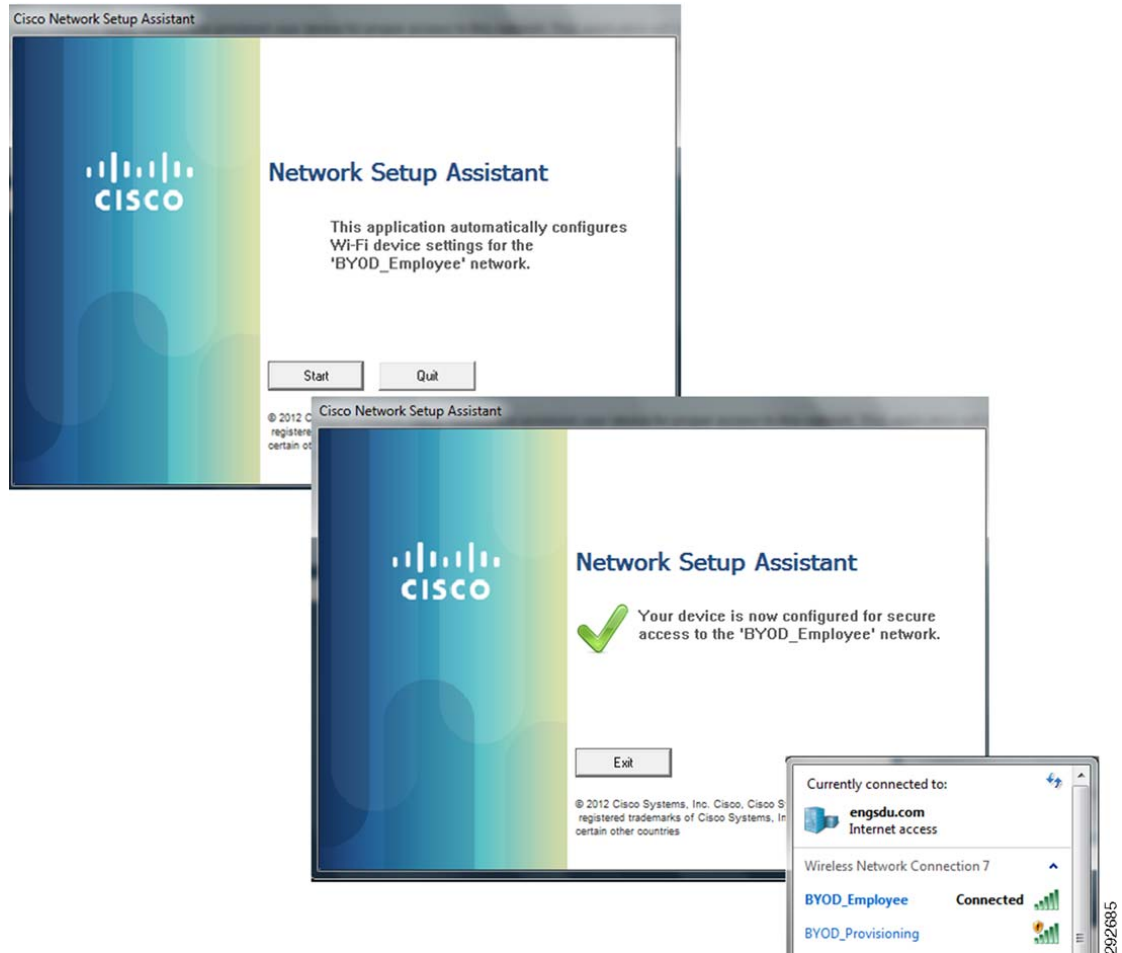 Cisco Network Setup Assistant
CISCO
Network Setup Assistant
This application automatically configures
Wi-Fi device settings for the
'BYOD_Employee' network.
Start
Quit
© 2012
registere
certain
Cisco Network Setup Assistant
CISCO
Network Setup Assistant
Your device is now configured for secure
access to the 'BYOD_Employee' network.
Exit
© 2012 Cisco Systems, Inc. Cisco, Cisco
registered trademarks of Cisco Systems,
certain other countries
Currently connected to:
engsdu.com
Internet access
Wireless Network Connection 7
BYOD_Employee Connected
BYOD_Provisioning
292685